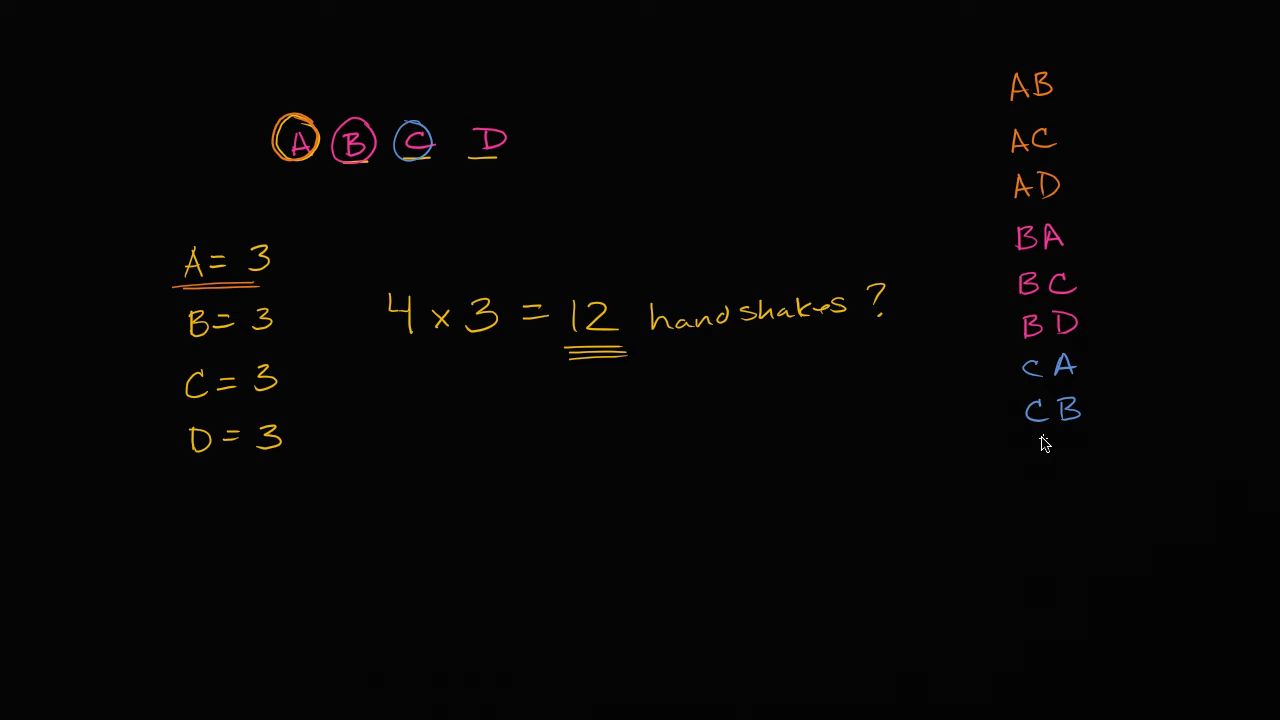 A B C D
A = 3
B = 3
C = 3
D = 3
4 x 3 = 12 handshakes ?
AB
AC
AD
BA
BC
BD
CA
CB